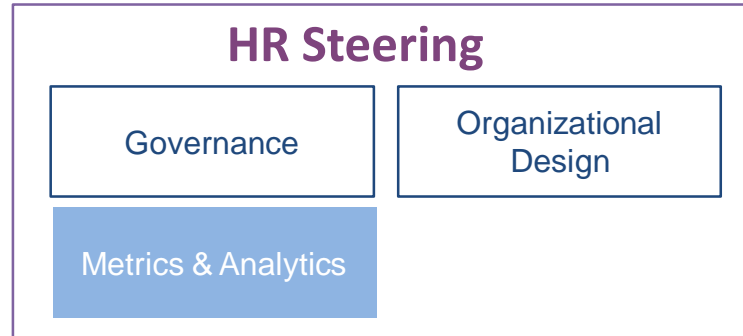 HR Steering
Governance
Organizational
Design
Metrics & Analytics